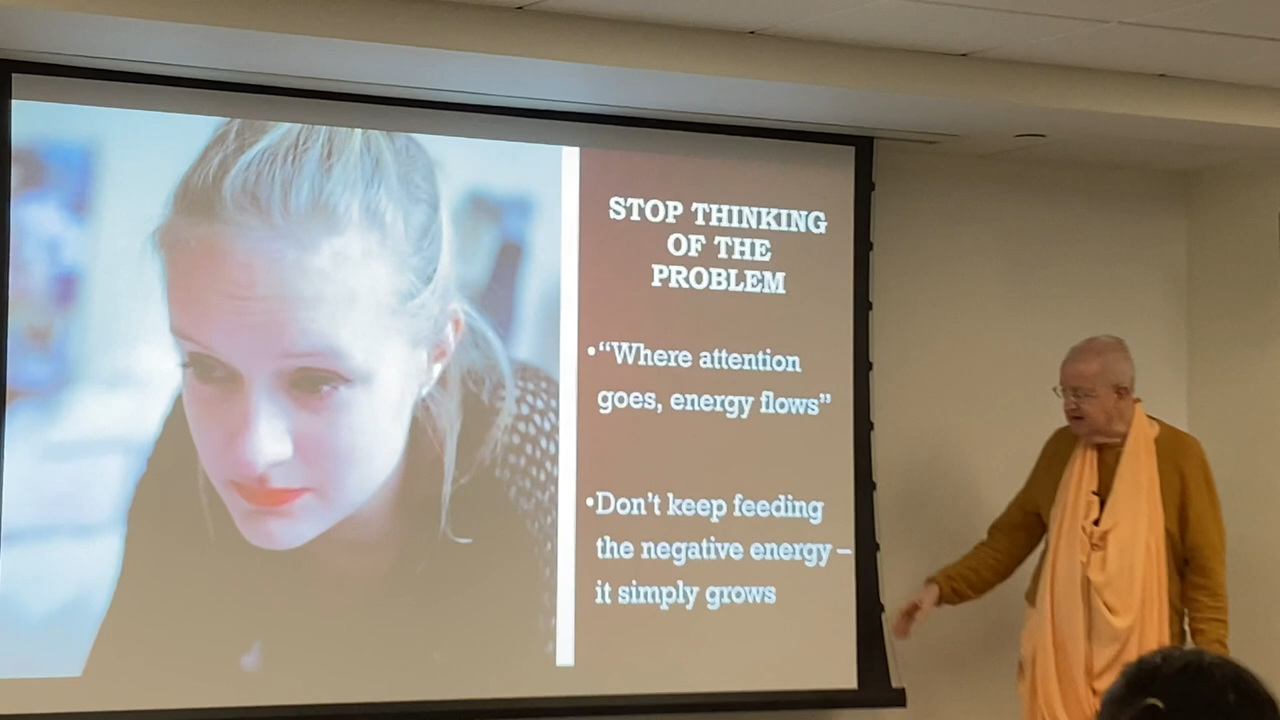 STOP THINKING
OF THE
PROBLEM
•“Where attention
goes, energy flows”
•Don’t keep feeding
the negative energy –
it simply grows